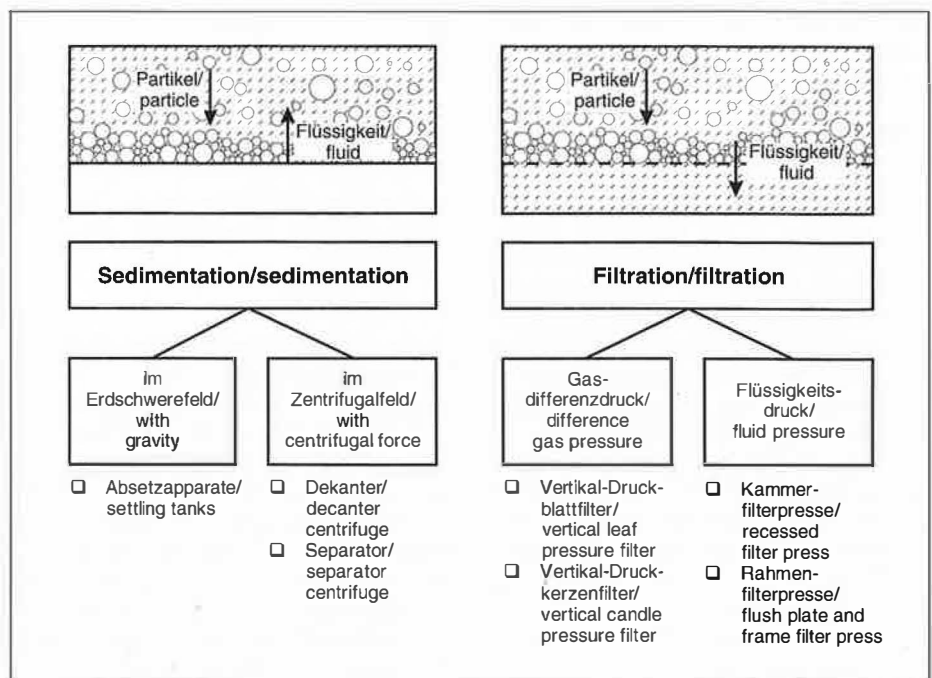 Partikel/
particle
Flüssigkeit/
fluid
Partikel/
particle
Flüssigkeit/
fluid
Sedimentation/sedimentation
Filtration/filtration
im
Erdschwerefeld/
with
gravity
im
Zentrifugalfeld/
with
centrifugal force
Gas-
differenzdruck/
difference
gas pressure
Flüssigkeits-
druck/
fluid pressure
❑ Absetzapparate/
settling tanks
❑ Dekanter/
decanter
centrifuge
❑ Separator/
separator
centrifuge
❑ Vertikal-Druck-
blattfilter/
vertical leaf
pressure filter
❑ Vertikal-Druck-
kerzenfilter/
vertical candle
pressure filter
❑ Kammer-
filterpresse/
recessed
filter press
❑ Rahmen-
filterpresse/
flush plate and
frame filter press